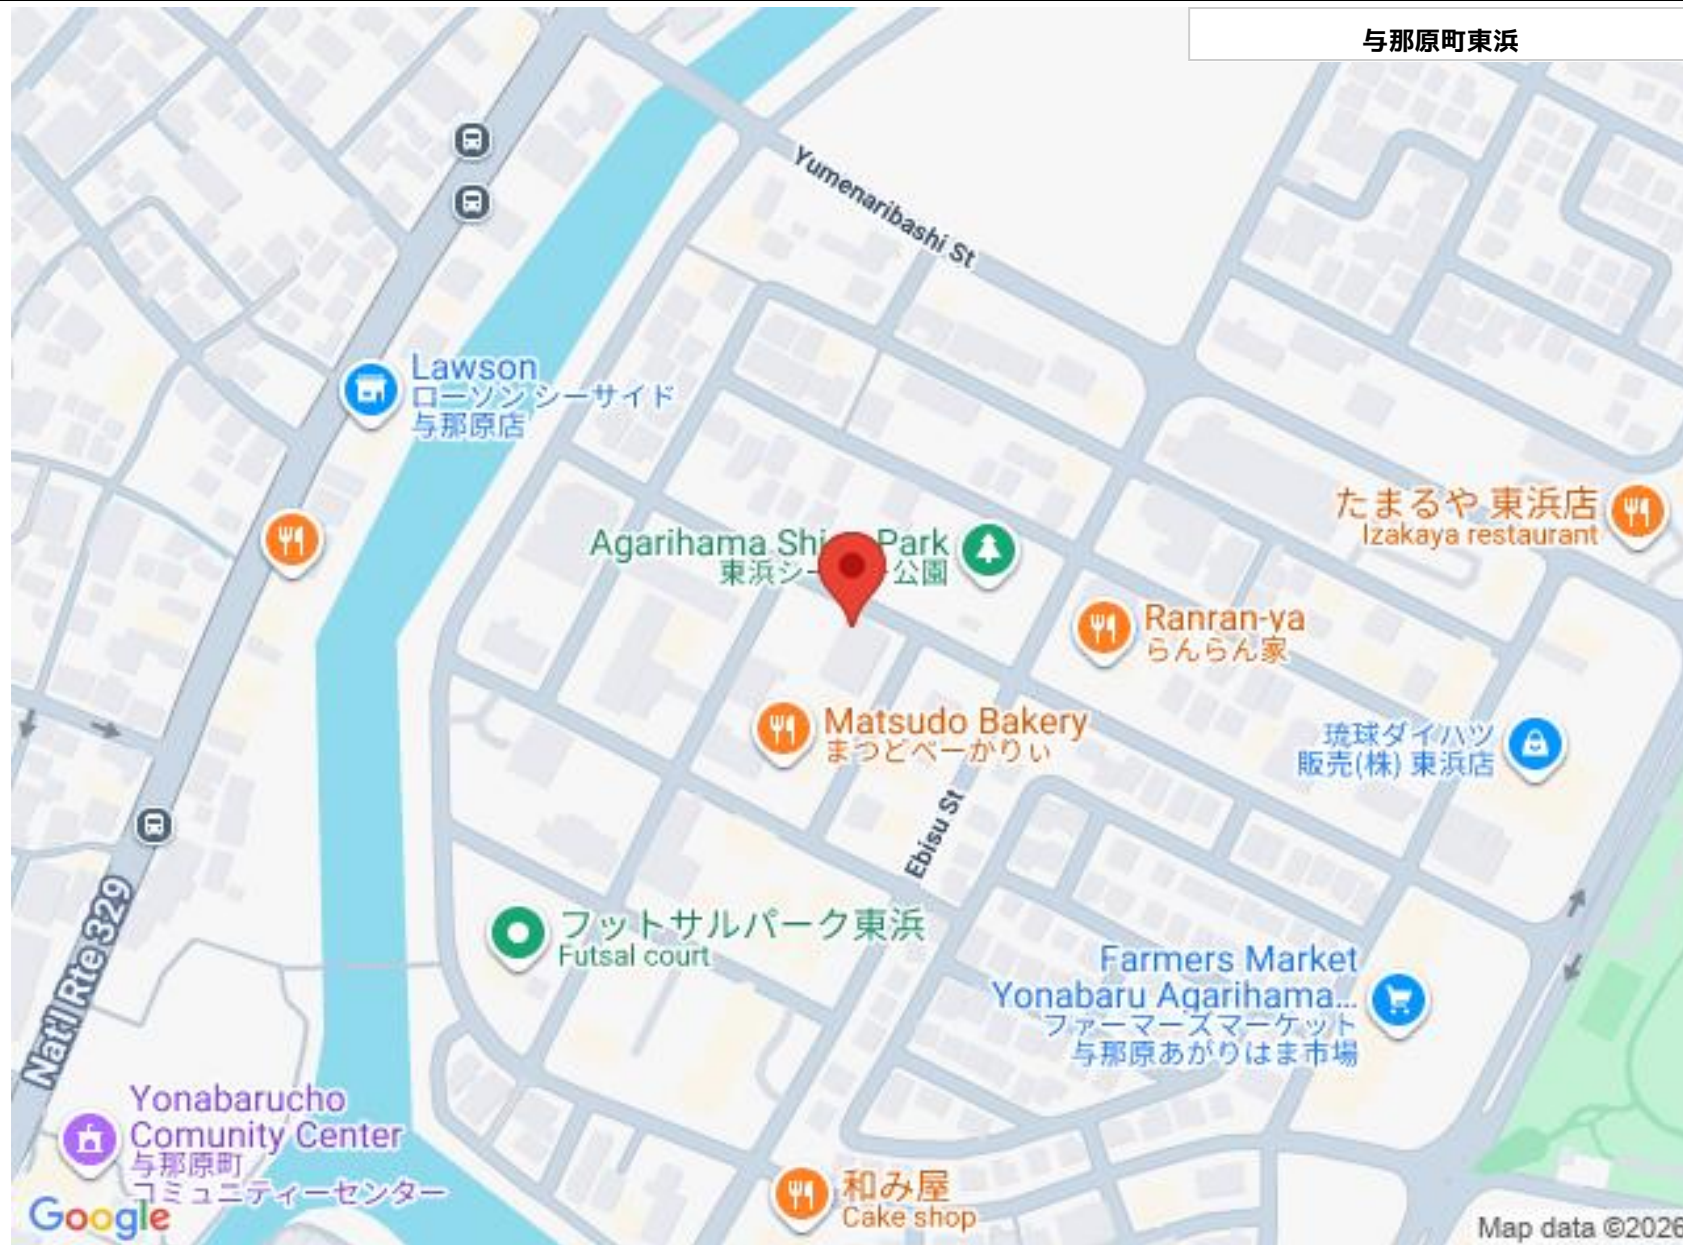 与那原町東浜
Yumenaribashi St
Lawson
ローソン シーサイド
与那原店
たまるや 東浜店
Izakaya restaurant
Agarihama Park
東浜シー 公園
Ranran-ya
らんらん家
Matsudo Bakery
まつどべーかりぃ
琉球ダイハツ
販売(株) 東浜店
Ebisu St
Nat'l Rte 329
フットサルパーク東浜
Futsal court
Farmers Market
Yonabaru Agarihama...
ファーマーズマーケット
与那原あがりはま市場
Yonabarucho
Comunity Center
与那原町
コミュニティーセンター
和み屋
Cake shop
Google
Map data ©2026